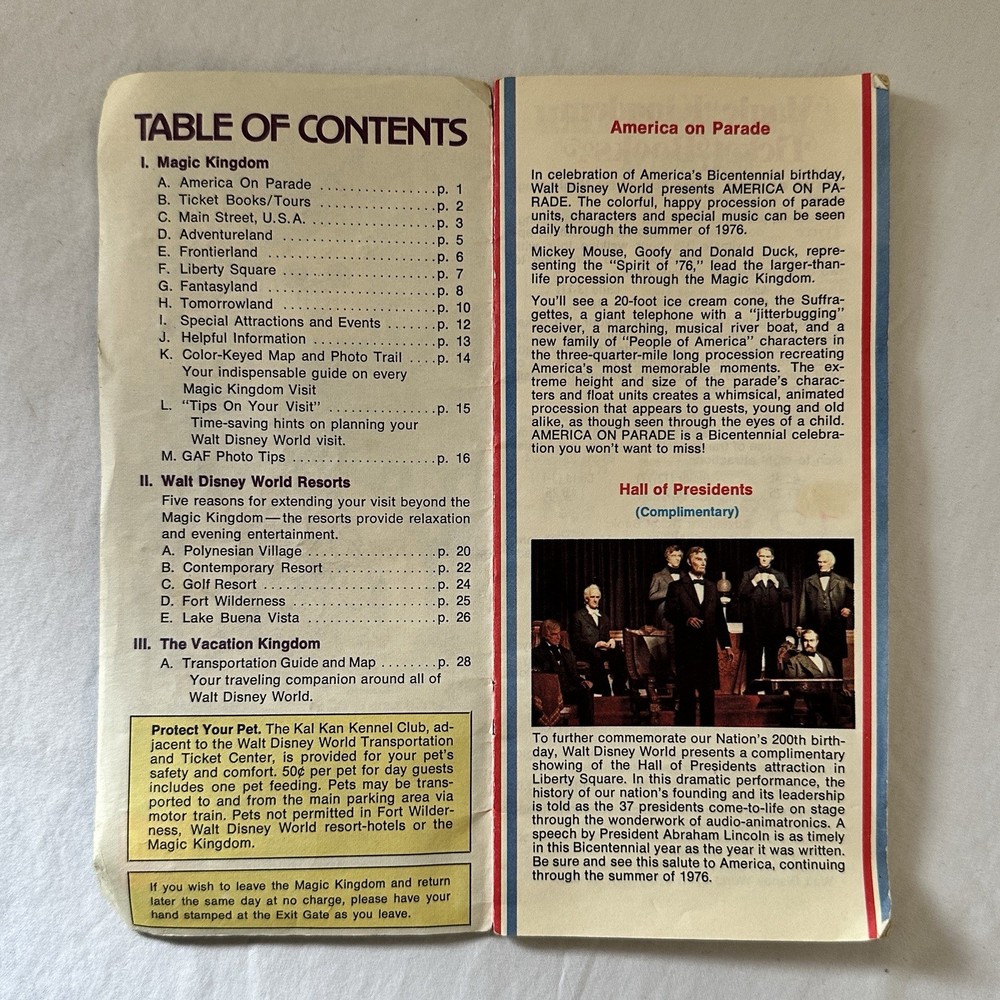 TABLE OF CONTENTS
I. Magic Kingdom
A. America On Parade ................p. 1
B. Ticket Books/Tours ................p. 2
C. Main Street, U.S.A. ................p. 3
D. Adventureland ................p. 5
E. Frontierland ................p. 6
F. Liberty Square ................p. 7
G. Fantasyland ................p. 8
H. Tomorrowland ................p. 10
I. Special Attractions and Events .......p. 12
J. Helpful Information ................p. 13
K. Color-Keyed Map and Photo Trail ....p. 14
Your indispensable guide on every
Magic Kingdom Visit
L. "Tips On Your Visit" ................p. 15
Time-saving hints on planning your
Walt Disney World visit.
M. GAF Photo Tips ................p. 16
II. Walt Disney World Resorts
Five reasons for extending your visit beyond the
Magic Kingdom—the resorts provide relaxation
and evening entertainment.
A. Polynesian Village ................p. 20
B. Contemporary Resort ................p. 22
C. Golf Resort ................p. 24
D. Fort Wilderness ................p. 25
E. Lake Buena Vista ................p. 26
III. The Vacation Kingdom
A. Transportation Guide and Map ........p. 28
Your traveling companion around all of
Walt Disney World.
Protect Your Pet. The Kal Kan Kennel Club, ad-
jacent to the Walt Disney World Transportation
and Ticket Center, is provided for your pet's
safety and comfort. 50¢ per pet for day guests
includes one pet feeding. Pets may be trans-
ported to and from the main parking area via
motor train. Pets not permitted in Fort Wilder-
ness, Walt Disney World resort-hotels or the
Magic Kingdom.
If you wish to leave the Magic Kingdom and return
later the same day at no charge, please have your
hand stamped at the Exit Gate as you leave.
America on Parade
In celebration of America's Bicentennial birthday,
Walt Disney World presents AMERICA ON PA-
RADE. The colorful, happy procession of parade
units, characters and special music can be seen
daily through the summer of 1976.
Mickey Mouse, Goofy and Donald Duck, repre-
senting the "Spirit of '76," lead the larger-than-
life procession through the Magic Kingdom.
You'll see a 20-foot ice cream cone, the Suffra-
gettes, a giant telephone with a "jitterbugging"
receiver, a marching, musical river boat, and a
new family of "People of America" characters in
the three-quarter-mile long procession recreating
America's most memorable moments. The ex-
treme height and size of the parade's charac-
ters and float units creates a whimsical, animated
procession that appears to guests, young and old
alike, as though seen through the eyes of a child.
AMERICA ON PARADE is a Bicentennial celebra-
tion you won't want to miss!
Hall of Presidents
(Complimentary)
To further commemorate our Nation's 200th birth-
day, Walt Disney World presents a complimentary
showing of the Hall of Presidents attraction in
Liberty Square. In this dramatic performance, the
history of our nation's founding and its leadership
is told as the 37 presidents come-to-life on stage
through the wonderwork of audio-animatronics. A
speech by President Abraham Lincoln is as timely
in this Bicentennial year as the year it was written.
Be sure and see this salute to America, continuing
through the summer of 1976.